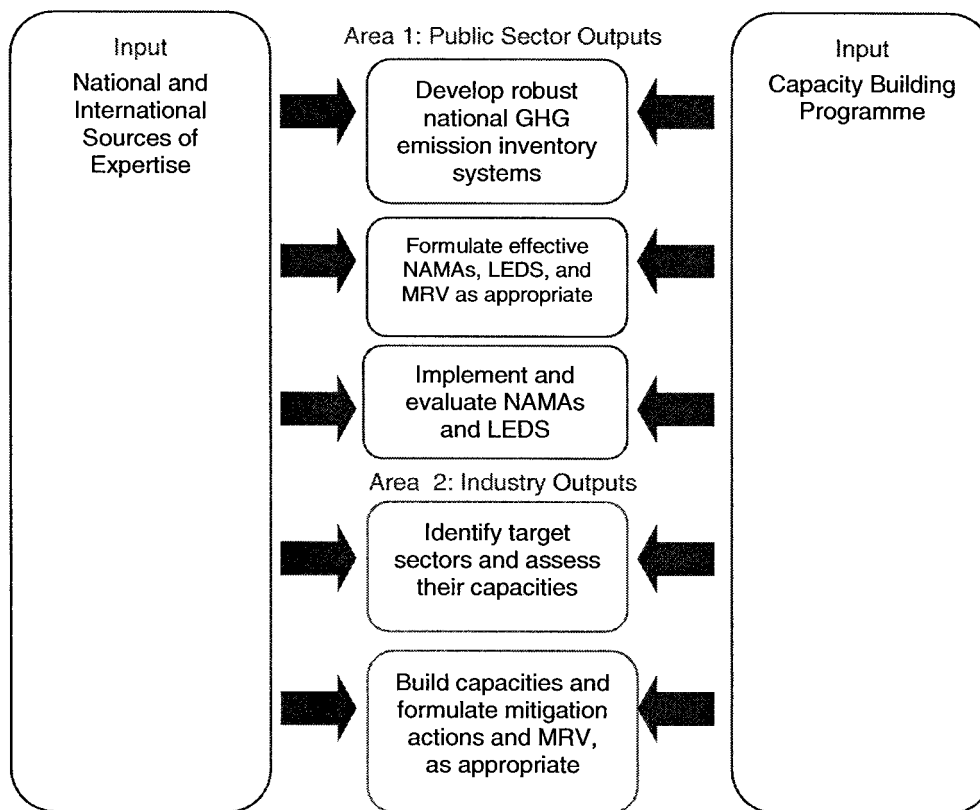 Input
National and
International
Sources of
Expertise
Area 1: Public Sector Outputs
Develop robust
national GHG
emission inventory
systems
Formulate effective
NAMAs, LEDS, and
MRV as appropriate
Implement and
evaluate NAMAs
and LEDS
Area 2: Industry Outputs
Identify target
sectors and assess
their capacities
Build capacities and
formulate mitigation
actions and MRV,
as appropriate
Input
Capacity Building
Programme